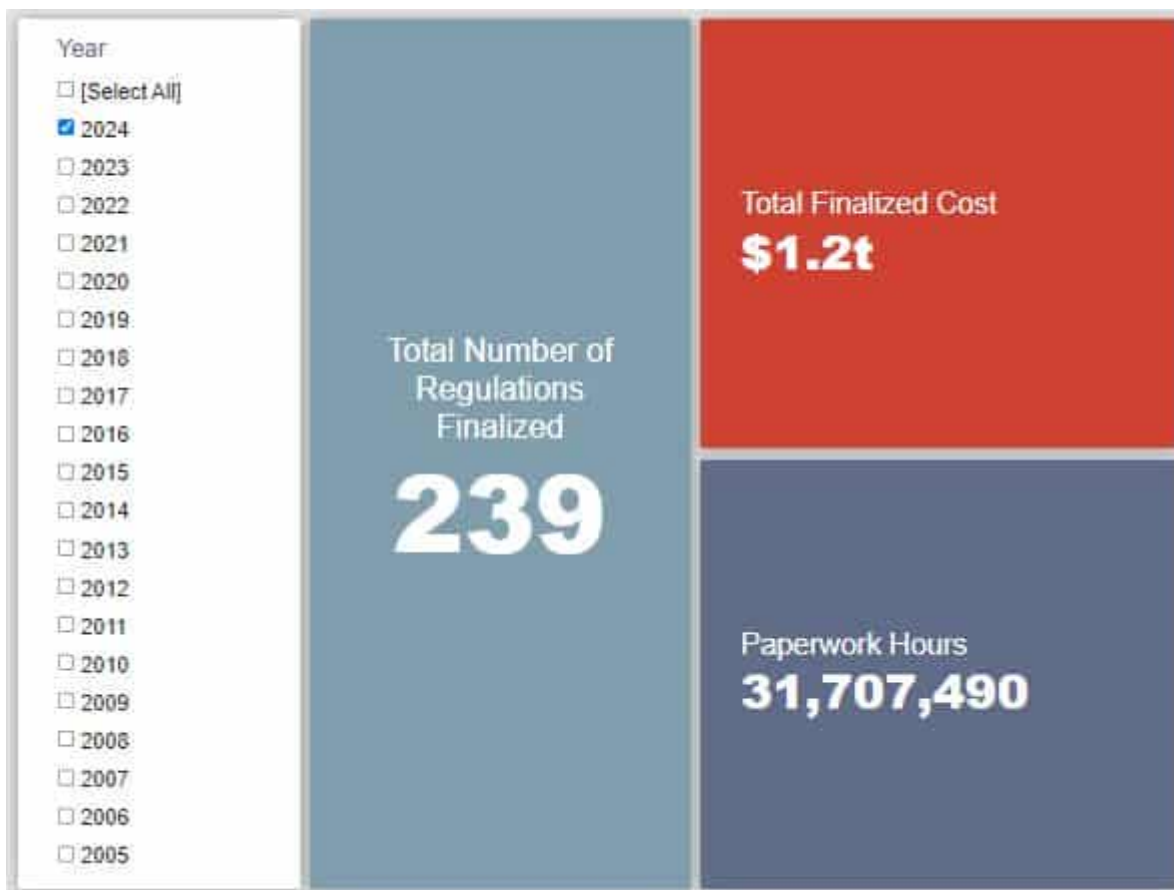 Year
[Select All]
2024
2023
2022
2021
2020
2019
2018
2017
2016
2015
2014
2013
2012
2011
2010
2009
2008
2007
2006
2005
Total Number of
Regulations
Finalized
239
Total Finalized Cost
$1.2t
Paperwork Hours
31,707,490